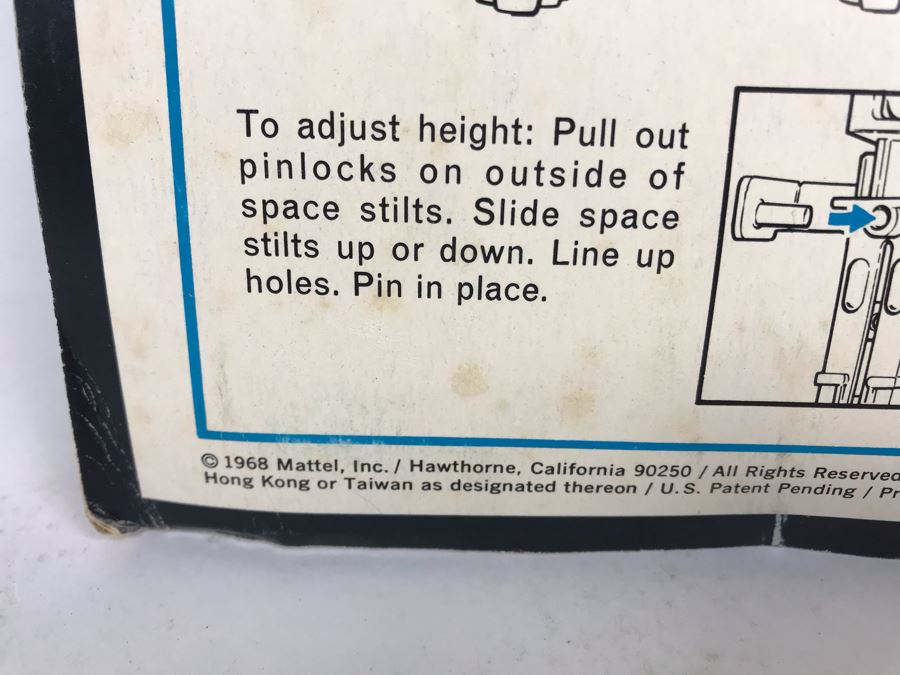 To adjust height: Pull out
pinlocks on outside of
space stilts. Slide space
stilts up or down. Line up
holes. Pin in place.
© 1968 Mattel, Inc. / Hawthorne, California 90250 / All Rights Reserved
Hong Kong or Taiwan as designated thereon / U.S. Patent Pending / Pr